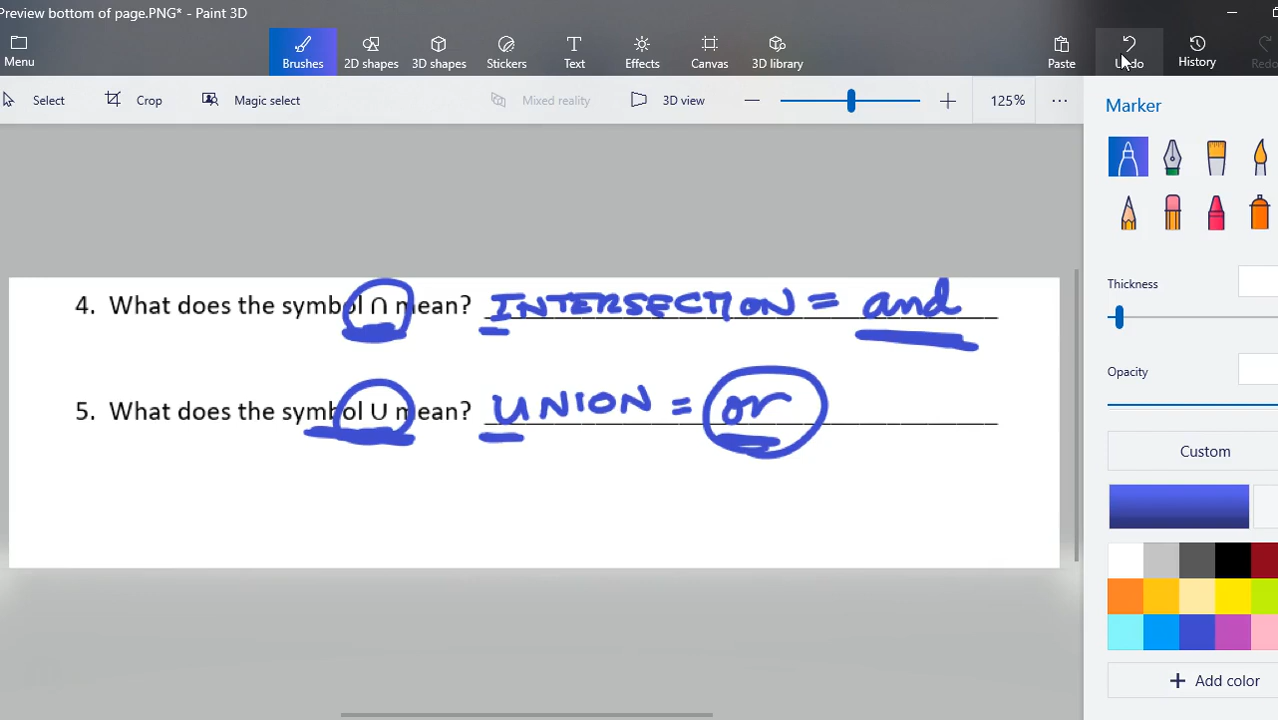 Preview bottom of page.PNG* - Paint 3D
Menu Brushes 2D shapes 3D shapes Stickers Text Effects Canvas 3D library Paste Undo History Redo
Select Crop Magic select Mixed reality 3D view 125%
Marker
Thickness
Opacity
Custom
Add color
4. What does the symbol ∩ mean? INTERSECTION = and
5. What does the symbol ∪ mean? UNION = or